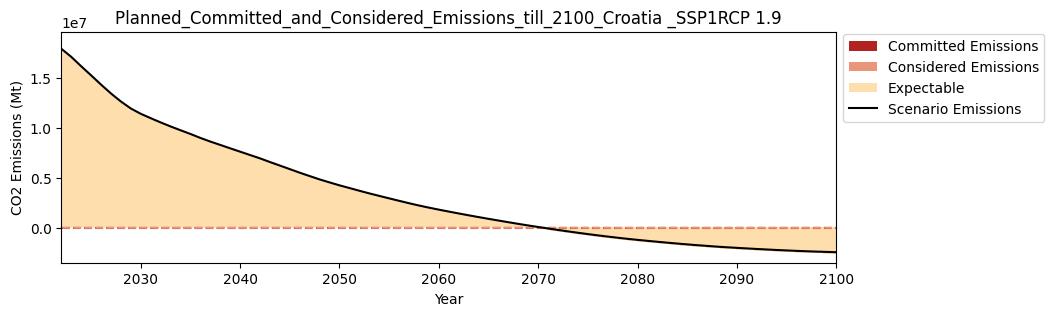 Planned_Committed_and_Considered_Emissions_till_2100_Croatia _SSP1RCP 1.9
1e7
Committed Emissions
Considered Emissions
Expectable
Scenario Emissions
CO2 Emissions (Mt)
1.5
1.0
0.5
0.0
2030 2040 2050 2060 2070 2080 2090 2100
Year